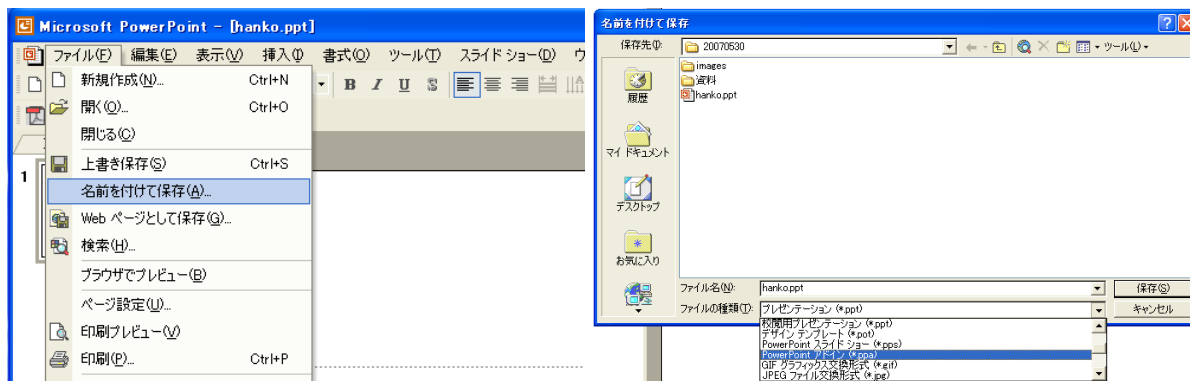 Microsoft PowerPoint - [hanko.ppt]
ファイル(F) 編集(E) 表示(V) 挿入(I) 書式(O) ツール(T) スライド ショー(D) ウ
新規作成(N)... Ctrl+N
B I U S
開く(O)... Ctrl+O
閉じる(C)
上書き保存(S) Ctrl+S
1
名前を付けて保存(A)...
Web ページとして保存(G)...
検索(H)...
ブラウザでプレビュー(B)
ページ設定(U)...
印刷プレビュー(V)
印刷(P)... Ctrl+P
名前を付けて保存
保存先(I): 20070530 ツール(L)
images
資料
hanko.ppt
履歴
マイ ドキュメント
デスクトップ
お気に入り
ファイル名(N): hanko.ppt 保存(S)
ファイルの種類(T): プレゼンテーション (*.ppt) キャンセル
校閲用プレゼンテーション (*.ppt)
デザイン テンプレート (*.pot)
PowerPoint スライド ショー (*.pps)
PowerPoint アドイン (*.ppa)
GIF グラフィックス交換形式 (*.gif)
JPEG ファイル交換形式 (*.jpg)